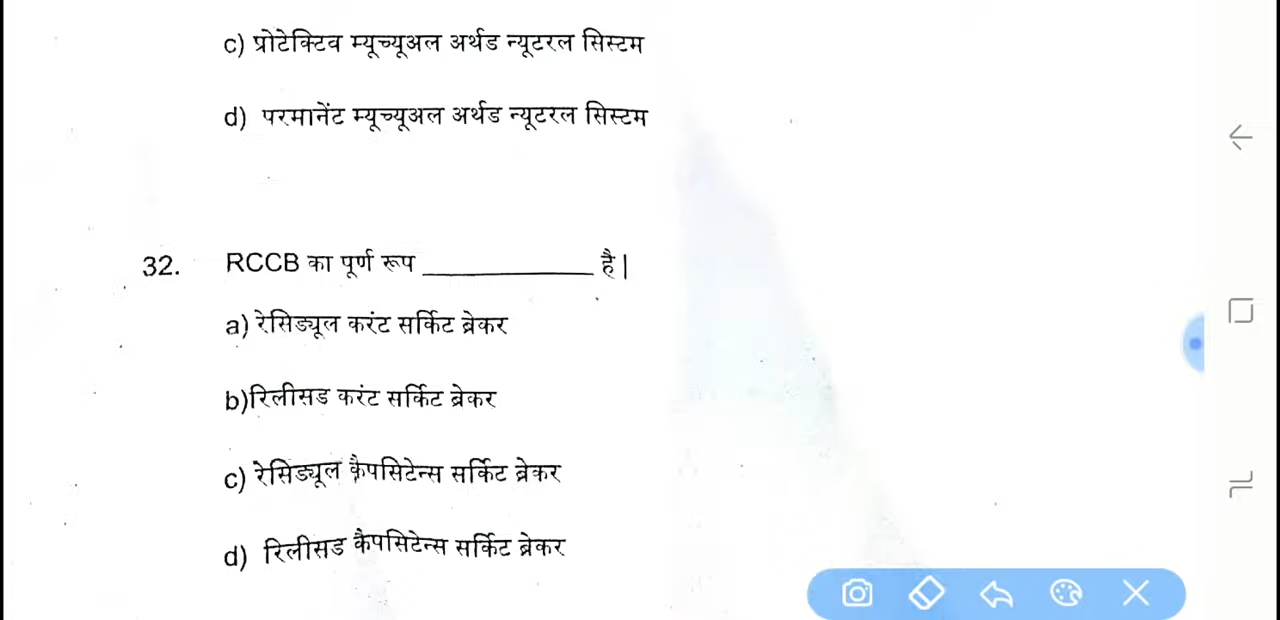 c) प्रोटेक्टिव म्यूच्यूअल अर्थड न्यूटरल सिस्टम
d) परमानेंट म्यूच्यूअल अर्थड न्यूटरल सिस्टम
32. RCCB का पूर्ण रूप ____________ है |
a) रेसिड्यूल करंट सर्किट ब्रेकर
b)रिलीसड करंट सर्किट ब्रेकर
c) रेसिड्यूल कैपसिटेन्स सर्किट ब्रेकर
d) रिलीसड कैपसिटेन्स सर्किट ब्रेकर